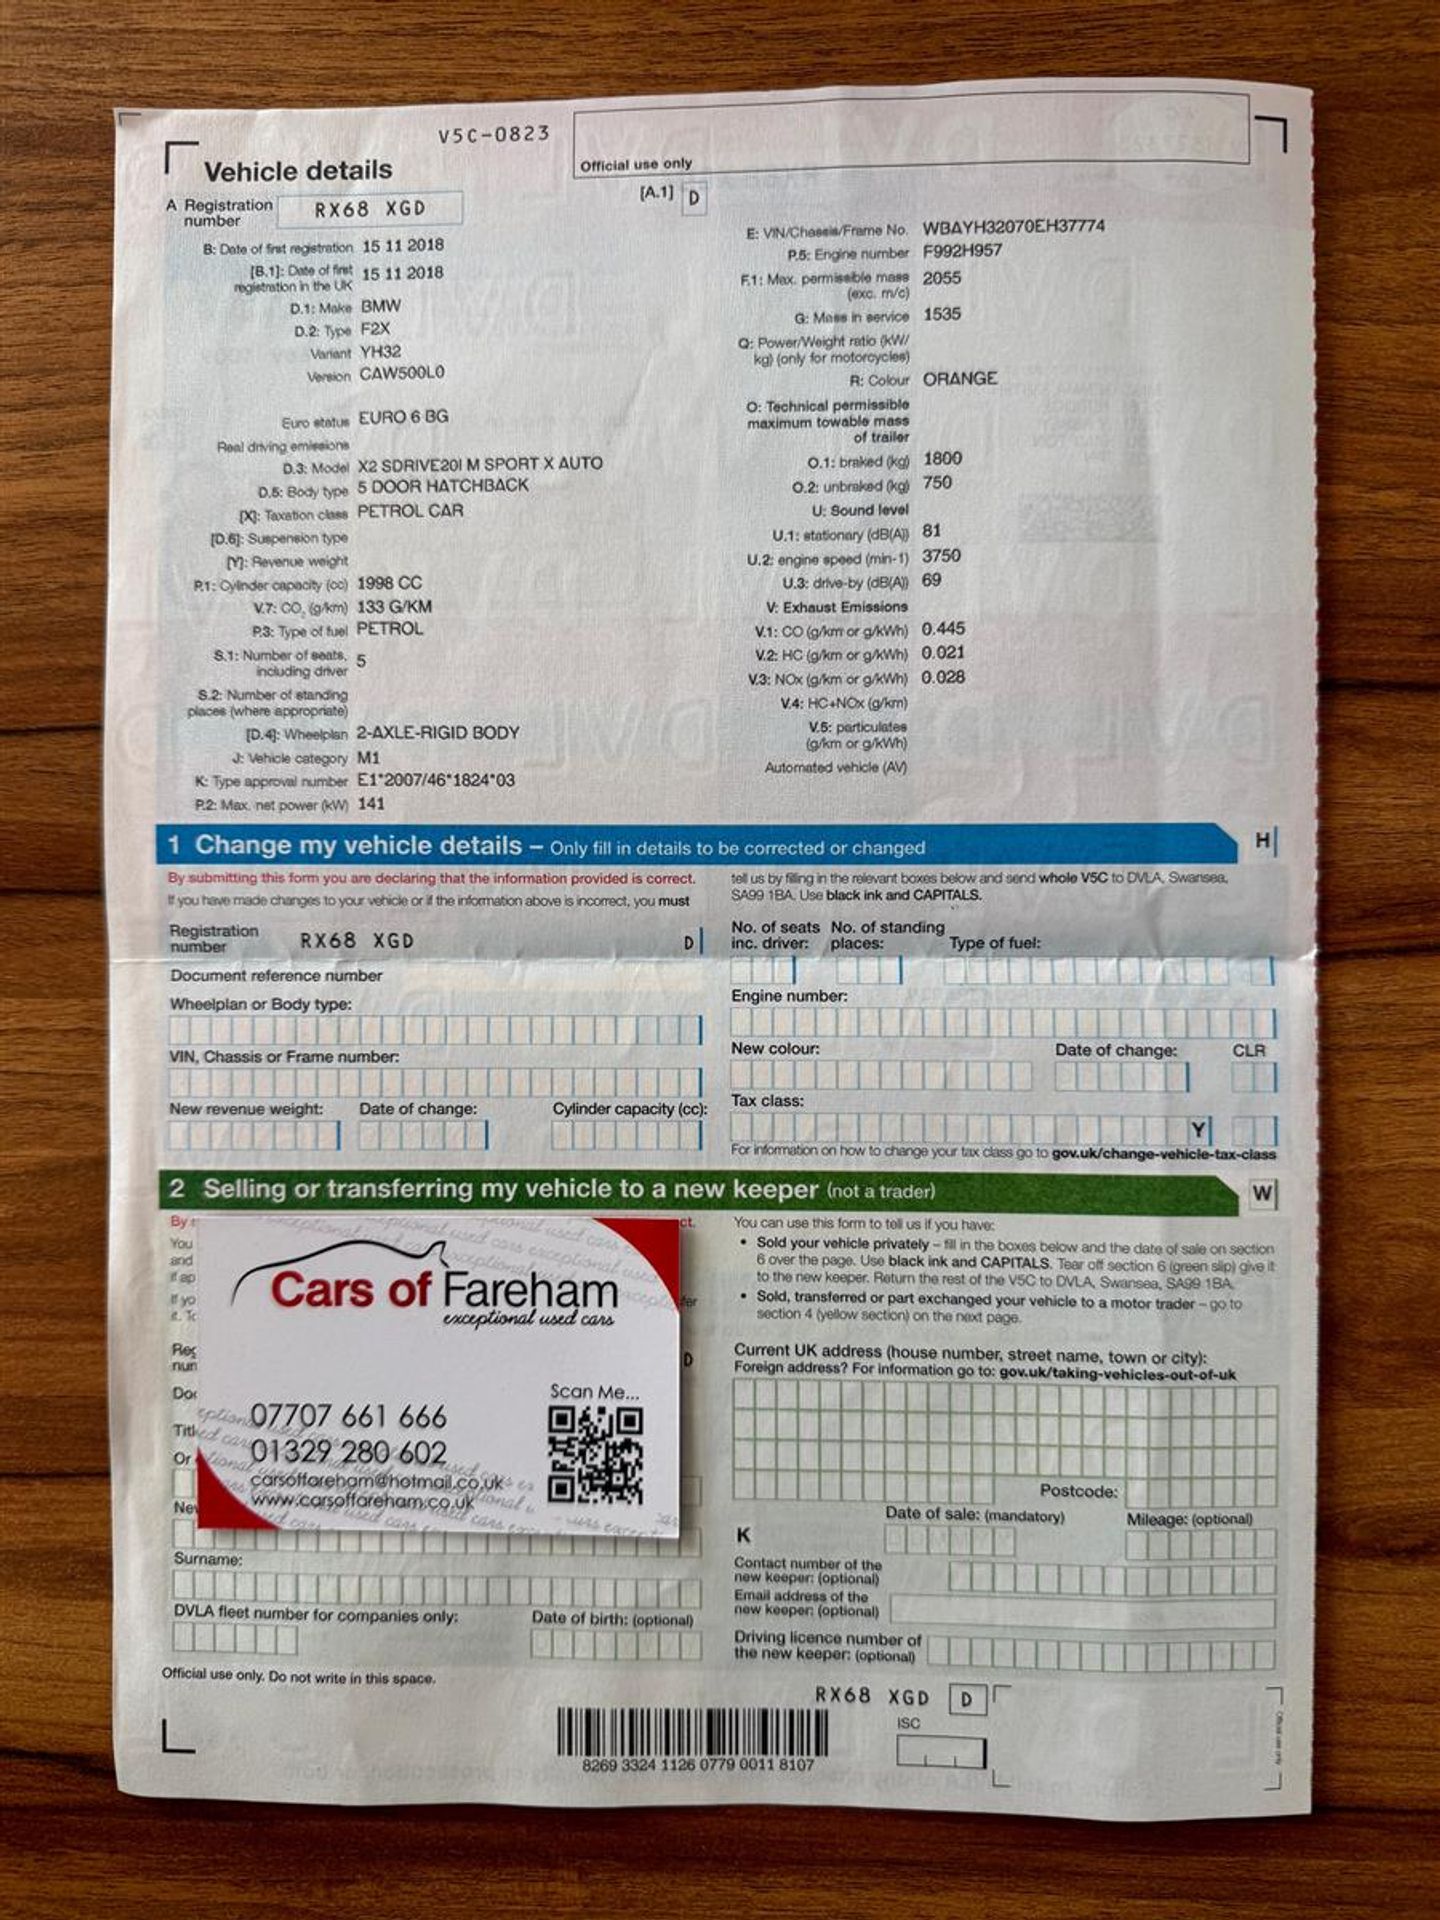 V5C-0823
Vehicle details
Official use only
A Registration number RX68 XGD
[A.1] D
B: Date of first registration 15 11 2018
[B.1]: Date of first registration in the UK 15 11 2018
D.1: Make BMW
D.2: Type F2X
Variant YH32
Version CAW500L0
Euro status EURO 6 BG
Real driving emissions
D.3: Model X2 SDRIVE20I M SPORT X AUTO
D.5: Body type 5 DOOR HATCHBACK
[X]: Taxation class PETROL CAR
[D.6]: Suspension type
[Y]: Revenue weight
P.1: Cylinder capacity (cc) 1998 CC
V.7: CO₂ (g/km) 133 G/KM
P.3: Type of fuel PETROL
S.1: Number of seats, including driver 5
S.2: Number of standing places (where appropriate)
[D.4]: Wheelplan 2-AXLE-RIGID BODY
J: Vehicle category M1
K: Type approval number E1*2007/46*1824*03
P.2: Max. net power (kW) 141
E: VIN/Chassis/Frame No. WBAYH32070EH37774
P.5: Engine number F992H957
F.1: Max. permissible mass (exc. m/c) 2055
G: Mass in service 1535
Q: Power/Weight ratio (kW/kg) (only for motorcycles)
R: Colour ORANGE
O: Technical permissible maximum towable mass of trailer
O.1: braked (kg) 1800
O.2: unbraked (kg) 750
U: Sound level
U.1: stationary (dB(A)) 81
U.2: engine speed (min-1) 3750
U.3: drive-by (dB(A)) 69
V: Exhaust Emissions
V.1: CO (g/km or g/kWh) 0.445
V.2: HC (g/km or g/kWh) 0.021
V.3: NOx (g/km or g/kWh) 0.028
V.4: HC+NOx (g/km)
V.5: particulates (g/km or g/kWh)
Automated vehicle (AV)
1 Change my vehicle details – Only fill in details to be corrected or changed H
By submitting this form you are declaring that the information provided is correct.
If you have made changes to your vehicle or if the information above is incorrect, you must
tell us by filling in the relevant boxes below and send whole V5C to DVLA, Swansea,
SA99 1BA. Use black ink and CAPITALS.
Registration number RX68 XGD D
Document reference number
Wheelplan or Body type:
VIN, Chassis or Frame number:
New revenue weight: Date of change: Cylinder capacity (cc):
No. of seats inc. driver: No. of standing places: Type of fuel:
Engine number:
New colour: Date of change: CLR
Tax class:
Y
For information on how to change your tax class go to gov.uk/change-vehicle-tax-class
2 Selling or transferring my vehicle to a new keeper (not a trader) W
By
ct.
You
and
Cars of Fareham
exceptional used cars
Scan Me...
07707 661 666
01329 280 602
carsoffareham@hotmail.co.uk
www.carsoffareham.co.uk
D
Surname:
DVLA fleet number for companies only: Date of birth: (optional)
Official use only. Do not write in this space.
You can use this form to tell us if you have:
• Sold your vehicle privately – fill in the boxes below and the date of sale on section
6 over the page. Use black ink and CAPITALS. Tear off section 6 (green slip) give it
to the new keeper. Return the rest of the V5C to DVLA, Swansea, SA99 1BA.
• Sold, transferred or part exchanged your vehicle to a motor trader – go to
section 4 (yellow section) on the next page.
Current UK address (house number, street name, town or city):
Foreign address? For information go to: gov.uk/taking-vehicles-out-of-uk
Postcode:
Date of sale: (mandatory) Mileage: (optional)
K
Contact number of the new keeper: (optional)
Email address of the new keeper: (optional)
Driving licence number of the new keeper: (optional)
RX68 XGD D
ISC
8269 3324 1126 0779 0011 8107
Official use only